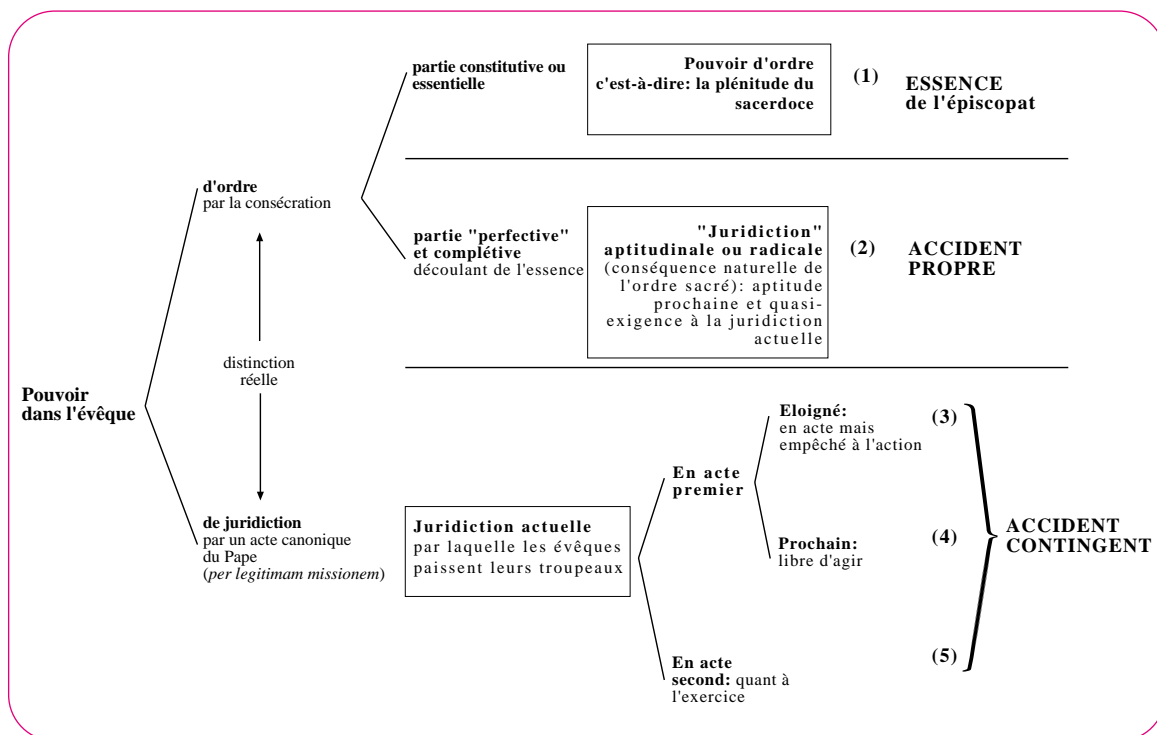 partie constitutive ou
essentielle
Pouvoir d'ordre
c'est-à-dire: la plénitude du
sacerdoce
(1)
ESSENCE
de l'épiscopat
d'ordre
par la consécration
partie "perfective"
et complétive
découlant de l'essence
"Juridiction"
aptitudinale ou radicale
(conséquence naturelle de
l'ordre sacré): aptitude
prochaine et quasi-
exigence à la juridiction
actuelle
(2)
ACCIDENT
PROPRE
distinction
réelle
Pouvoir
dans l'évêque
de juridiction
par un acte canonique
du Pape
(per legitimam missionem)
Juridiction actuelle
par laquelle les évêques
paissent leurs troupeaux
En acte
premier
Eloigné:
en acte mais
empêché à l'action
(3)
Prochain:
libre d'agir
(4)
En acte
second: quant à
l'exercice
(5)
ACCIDENT
CONTINGENT